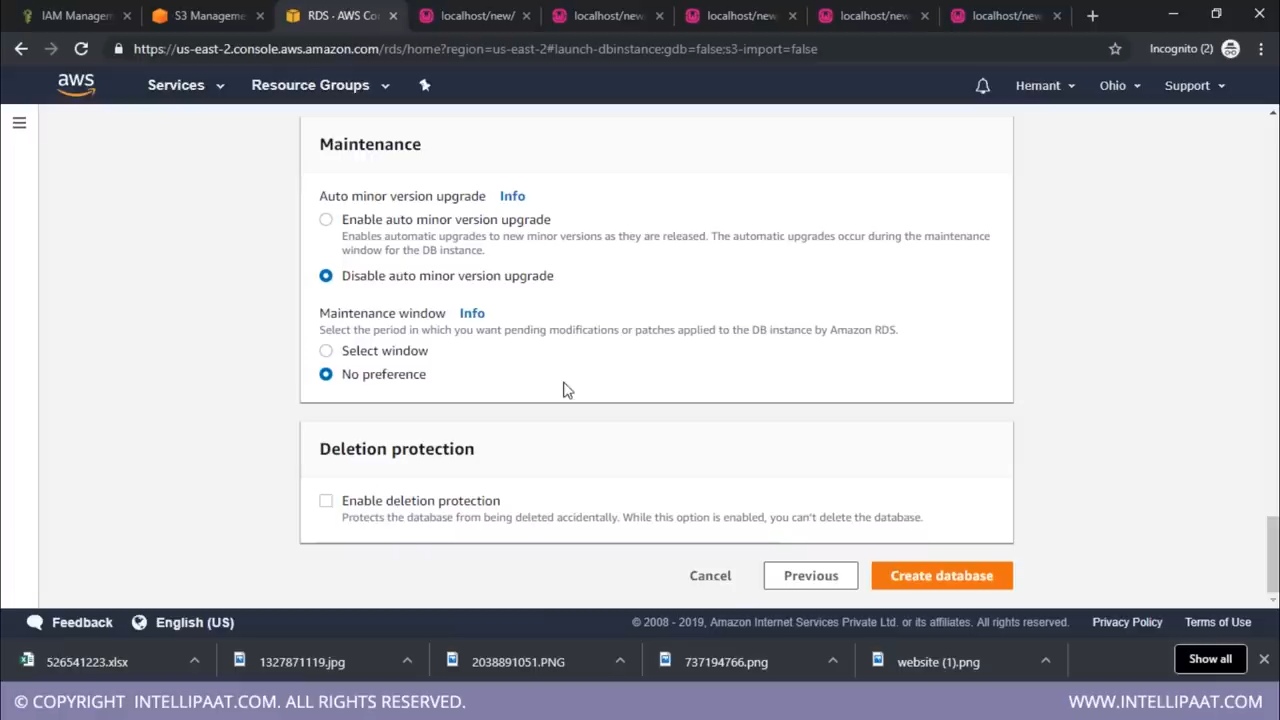 IAM Manageme
S3 Manageme
RDS · AWS Co
localhost/new/
localhost/new
localhost/new
localhost/new
localhost/new
https://us-east-2.console.aws.amazon.com/rds/home?region=us-east-2#launch-dbinstance:gdb=false;s3-import=false
Incognito (2)
aws
Services
Resource Groups
Hemant
Ohio
Support
Maintenance
Auto minor version upgrade Info
Enable auto minor version upgrade
Enables automatic upgrades to new minor versions as they are released. The automatic upgrades occur during the maintenance
window for the DB instance.
Disable auto minor version upgrade
Maintenance window Info
Select the period in which you want pending modifications or patches applied to the DB instance by Amazon RDS.
Select window
No preference
Deletion protection
Enable deletion protection
Protects the database from being deleted accidentally. While this option is enabled, you can't delete the database.
Cancel
Previous
Create database
Feedback
English (US)
© 2008 - 2019, Amazon Internet Services Private Ltd. or its affiliates. All rights reserved.
Privacy Policy
Terms of Use
526541223.xlsx
1327871119.jpg
2038891051.PNG
737194766.png
website (1).png
Show all
© COPYRIGHT INTELLIPAAT.COM. ALL RIGHTS RESERVED.
WWW.INTELLIPAAT.COM